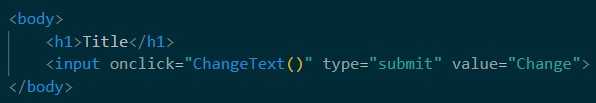 <body>
<h1>Title</h1>
<input onclick="ChangeText()" type="submit" value="Change">
</body>